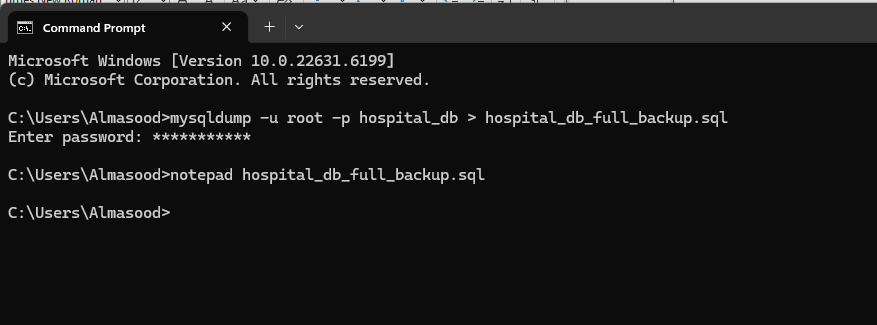 Command Prompt
Microsoft Windows [Version 10.0.22631.6199]
(c) Microsoft Corporation. All rights reserved.
C:\Users\Almasood>mysqldump -u root -p hospital_db > hospital_db_full_backup.sql
Enter password: ***********
C:\Users\Almasood>notepad hospital_db_full_backup.sql
C:\Users\Almasood>